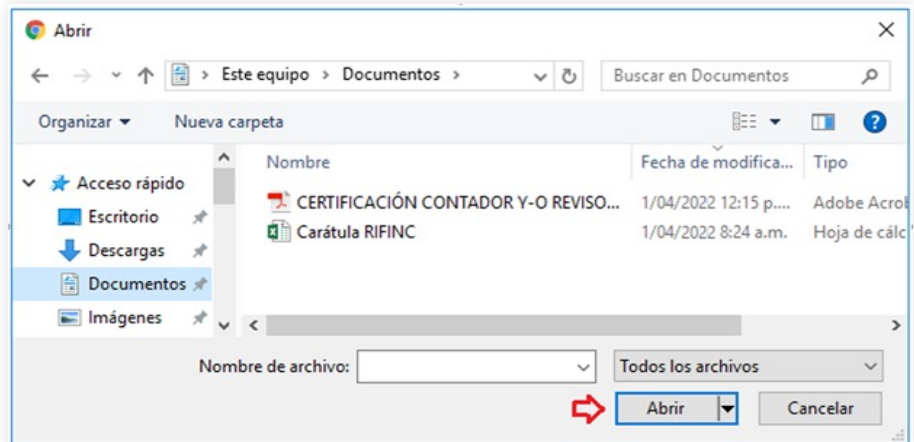 Abrir
Este equipo > Documentos >
Buscar en Documentos
Organizar
Nueva carpeta
Nombre
Fecha de modifica...
Tipo
Acceso rápido
Escritorio
Descargas
Documentos
Imágenes
CERTIFICACIÓN CONTADOR Y-O REVISO... 1/04/2022 12:15 p.... Adobe Acrob
Carátula RIFINC 1/04/2022 8:24 a.m. Hoja de cálc
Nombre de archivo:
Todos los archivos
Abrir
Cancelar